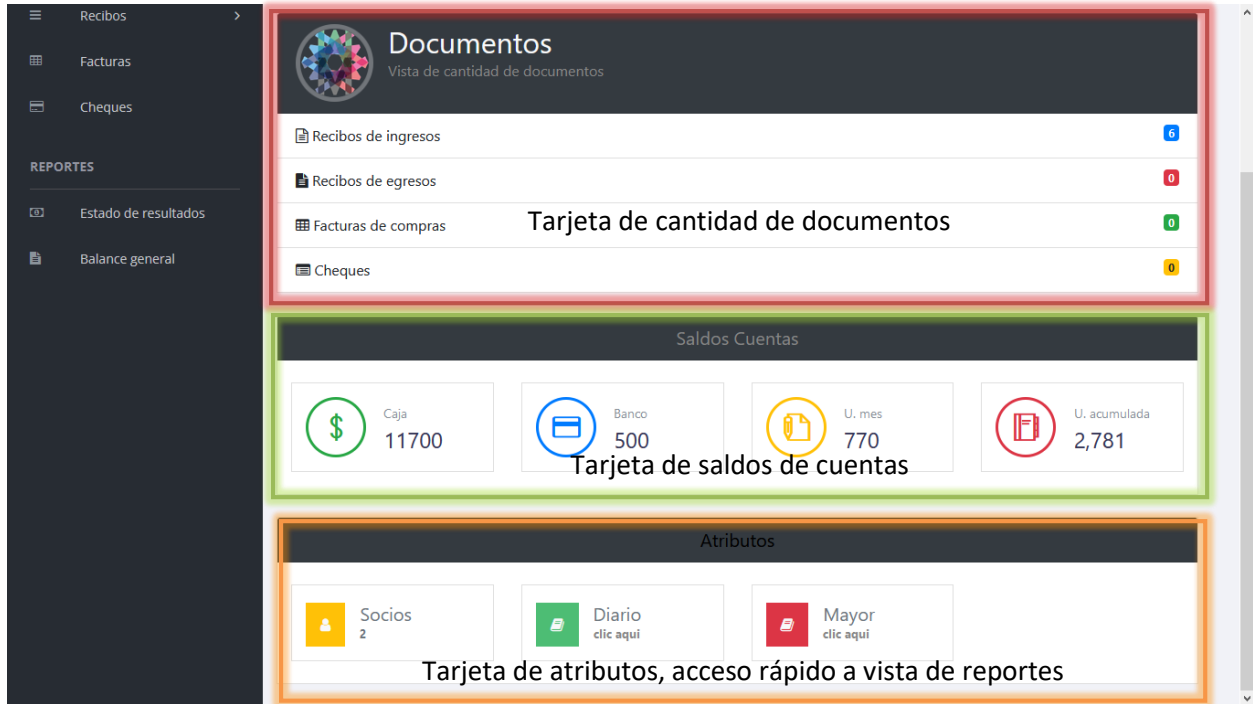 Recibos
Facturas
Cheques
REPORTES
Estado de resultados
Balance general
Documentos
Vista de cantidad de documentos
Recibos de ingresos 6
Recibos de egresos 0
Facturas de compras 0
Cheques 0
Tarjeta de cantidad de documentos
Saldos Cuentas
Caja
11700
Banco
500
U. mes
770
U. acumulada
2,781
Tarjeta de saldos de cuentas
Atributos
Socios
2
Diario
clic aqui
Mayor
clic aqui
Tarjeta de atributos, acceso rápido a vista de reportes